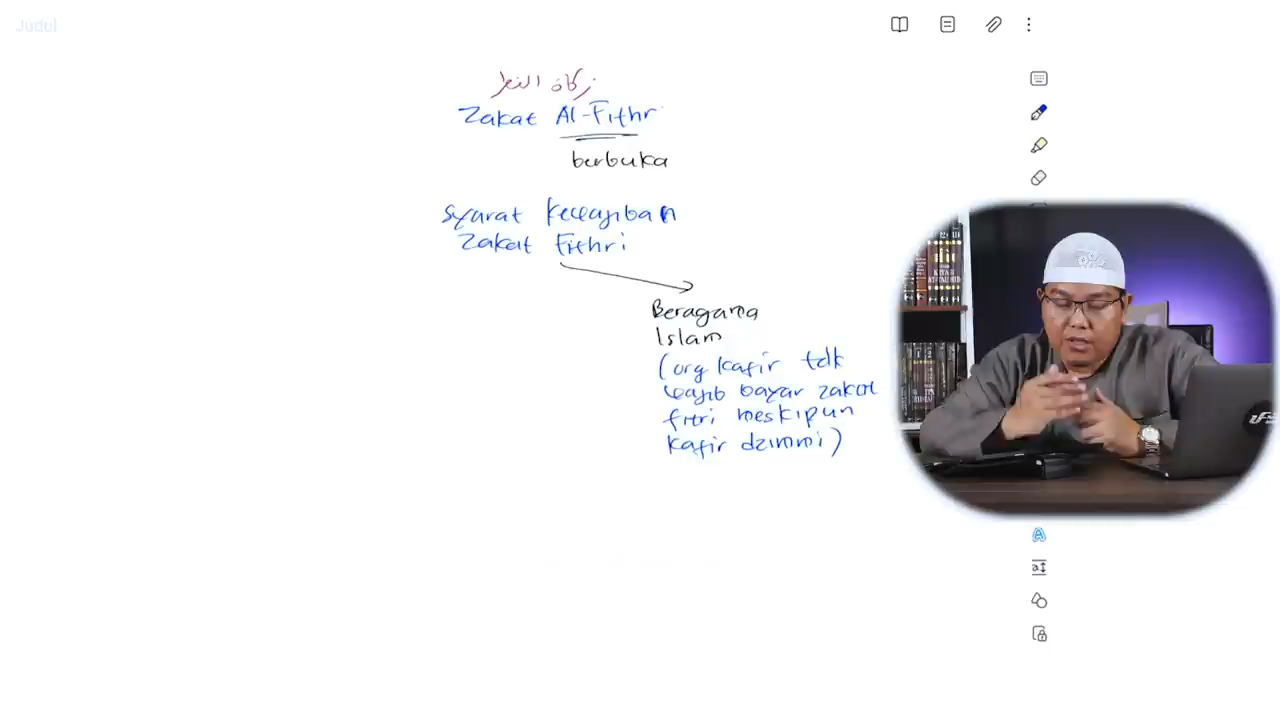 Judul
زكاة الفطر
Zakat Al-Fithr
berbuka
Syarat kewajiban
Zakat Fithri
Beragama
Islam
(org kafir tdk
wajib bayar zakat
fitri meskipun
kafir dzimmi)